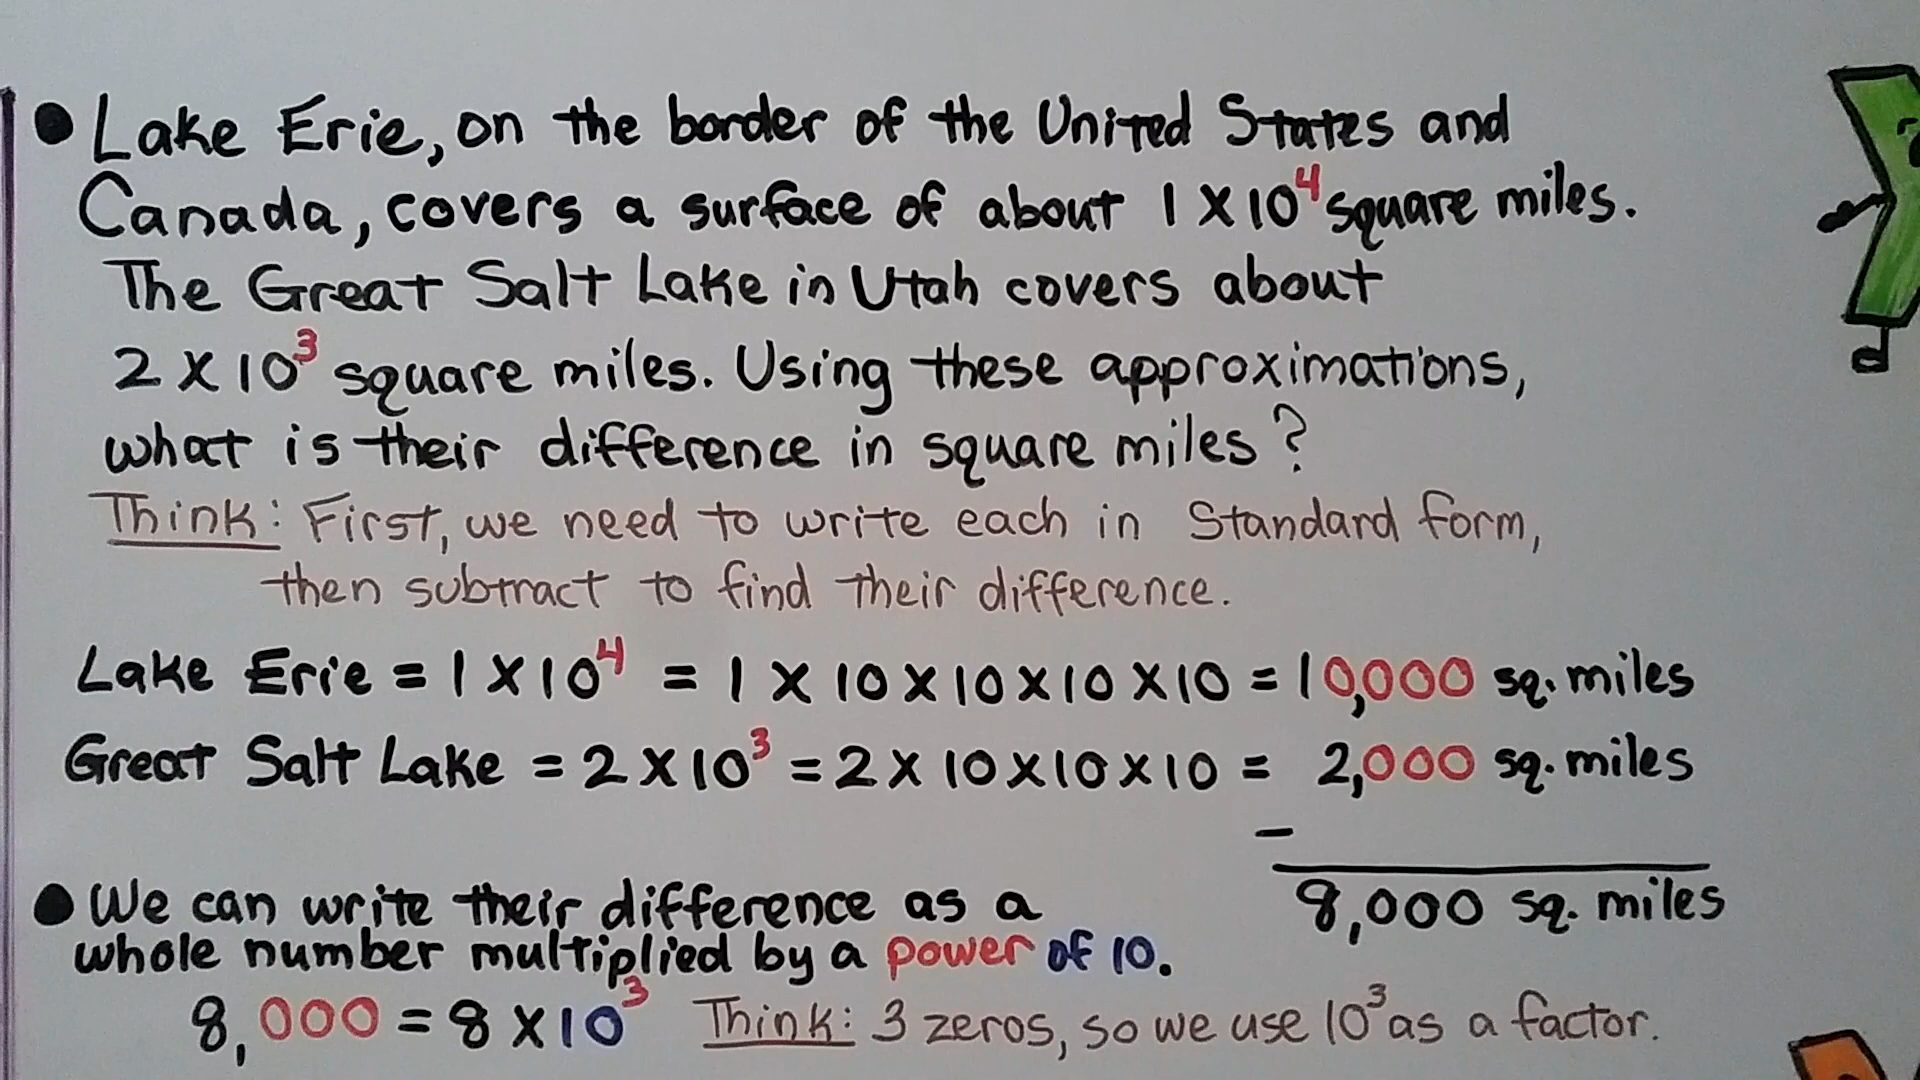 ● Lake Erie, on the border of the United States and
Canada, covers a surface of about 1 X 10⁴ square miles.
The Great Salt Lake in Utah covers about
2 X 10³ square miles. Using these approximations,
what is their difference in square miles?
Think: First, we need to write each in Standard form,
then subtract to find their difference.
Lake Erie = 1 X 10⁴ = 1 X 10 X 10 X 10 X 10 = 10,000 sq. miles
Great Salt Lake = 2 X 10³ = 2 X 10 X 10 X 10 = 2,000 sq. miles
−
8,000 sq. miles
● We can write their difference as a
whole number multiplied by a power of 10.
8,000 = 8 X 10³ Think: 3 zeros, so we use 10³ as a factor.